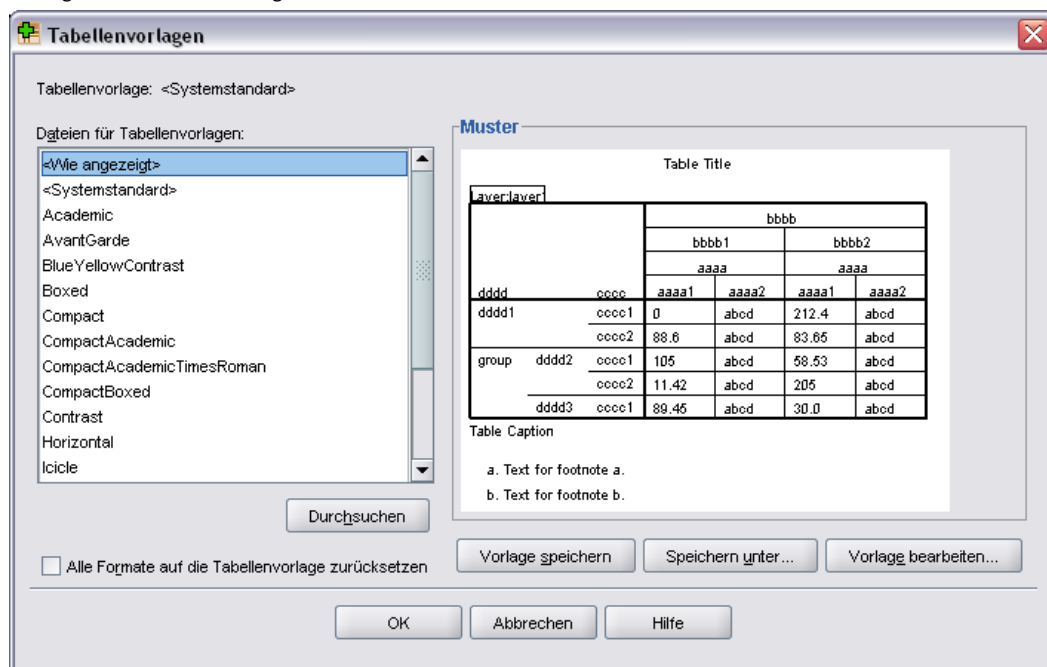 Tabellenvorlagen
Tabellenvorlage: <Systemstandard>
Dateien für Tabellenvorlagen:
<Wie angezeigt>
<Systemstandard>
Academic
AvantGarde
BlueYellowContrast
Boxed
Compact
CompactAcademic
CompactAcademicTimesRoman
CompactBoxed
Contrast
Horizontal
Icicle
Durchsuchen
Alle Formate auf die Tabellenvorlage zurücksetzen
Muster
Table Title
Layer:layer1
bbbb
bbbb1 bbbb2
aaaa aaaa
dddd cccc aaaa1 aaaa2 aaaa1 aaaa2
dddd1 cccc1 0 abcd 212.4 abcd
cccc2 88.6 abcd 83.65 abcd
group dddd2 cccc1 105 abcd 58.53 abcd
cccc2 11.42 abcd 205 abcd
dddd3 cccc1 89.45 abcd 30.0 abcd
Table Caption
a. Text for footnote a.
b. Text for footnote b.
Vorlage speichern Speichern unter... Vorlage bearbeiten...
OK Abbrechen Hilfe